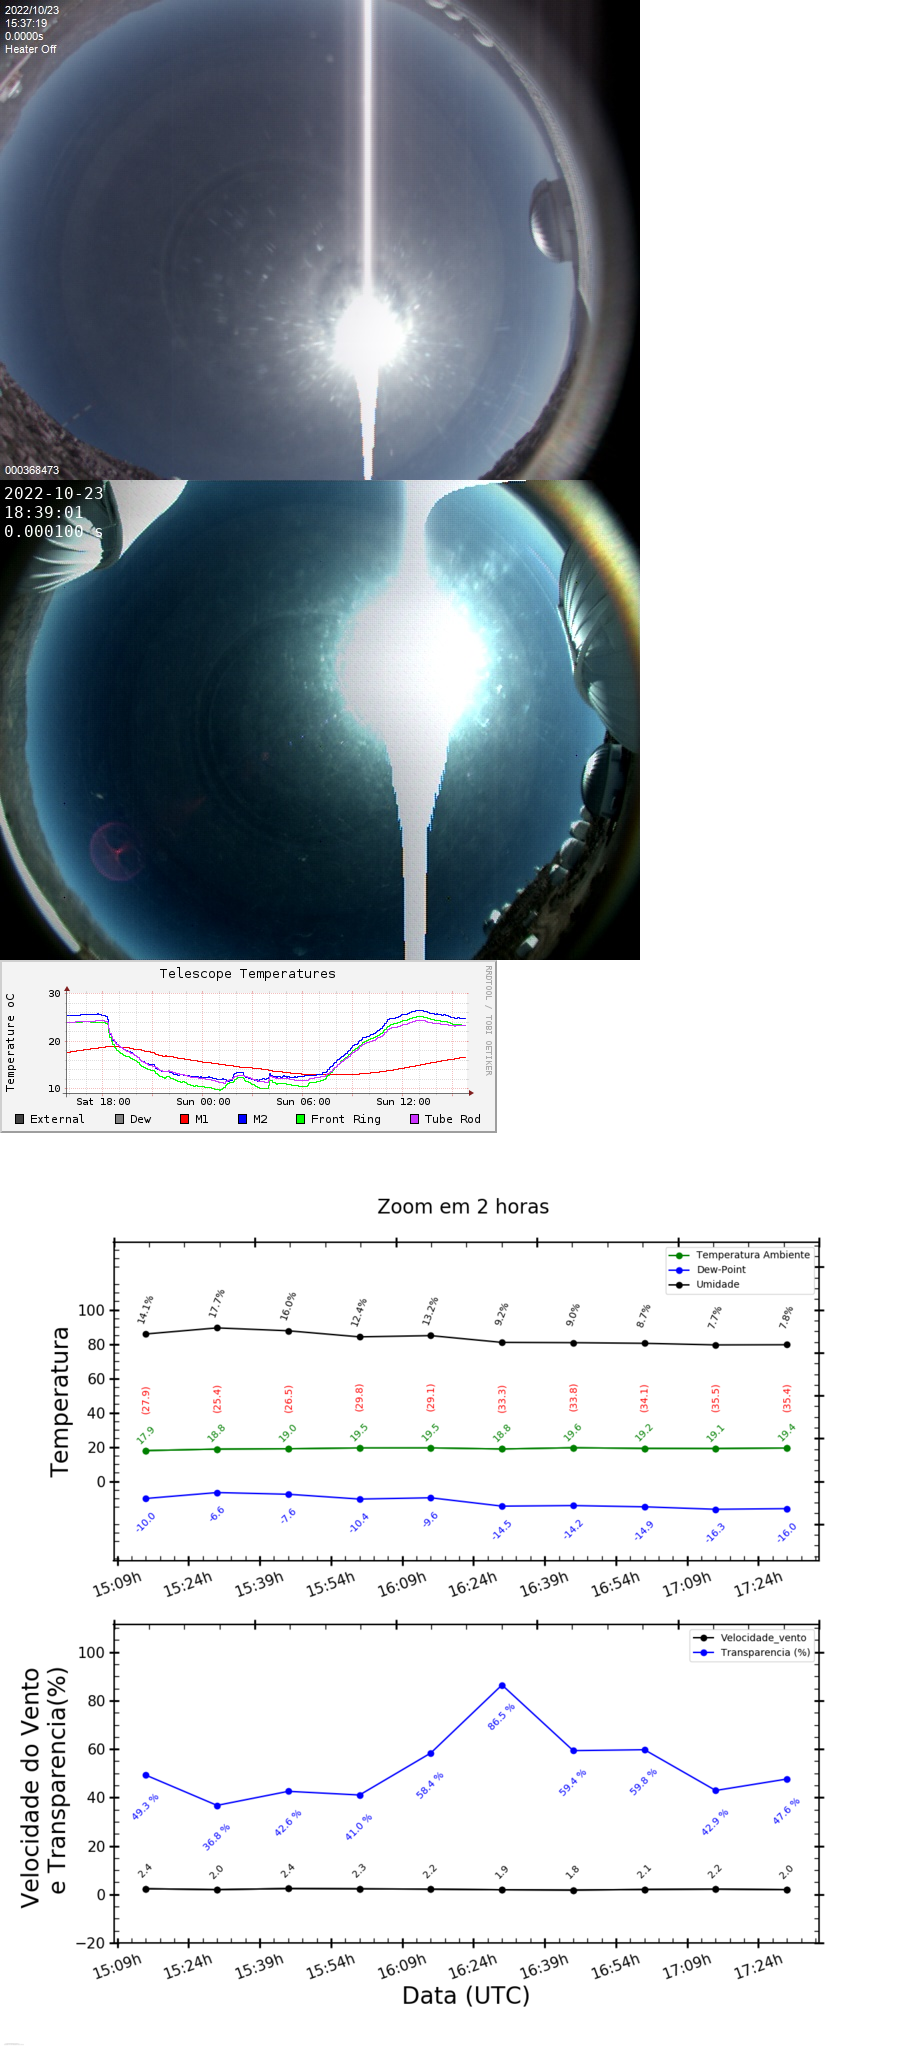 2022/10/23
15:37:19
0.0000s
Heater Off
000368473
2022-10-23
18:39:01
0.000100 s
Telescope Temperatures
RRDTOOL / TOBI OETIKER
Temperature oC
30
20
10
Sat 18:00 Sun 00:00 Sun 06:00 Sun 12:00
External Dew M1 M2 Front Ring Tube Rod
Zoom em 2 horas
Temperatura Ambiente
Dew-Point
Umidade
Temperatura
100
80
60
40
20
0
14.1% 17.7% 16.0% 12.4% 13.2% 9.2% 9.0% 8.7% 7.7% 7.8%
(27.9) (25.4) (26.5) (29.8) (29.1) (33.3) (33.8) (34.1) (35.5) (35.4)
17.9 18.8 19.0 19.5 19.5 18.8 19.6 19.2 19.1 19.4
-10.0 -6.6 -7.6 -10.4 -9.6 -14.5 -14.2 -14.9 -16.3 -16.0
15:09h 15:24h 15:39h 15:54h 16:09h 16:24h 16:39h 16:54h 17:09h 17:24h
Velocidade_vento
Transparencia (%)
Velocidade do Vento
e Transparencia(%)
100
80
60
40
20
0
−20
49.3 % 36.8 % 42.6 % 41.0 % 58.4 % 86.5 % 59.4 % 59.8 % 42.9 % 47.6 %
2.4 2.0 2.4 2.3 2.2 1.9 1.8 2.1 2.2 2.0
15:09h 15:24h 15:39h 15:54h 16:09h 16:24h 16:39h 16:54h 17:09h 17:24h
Data (UTC)